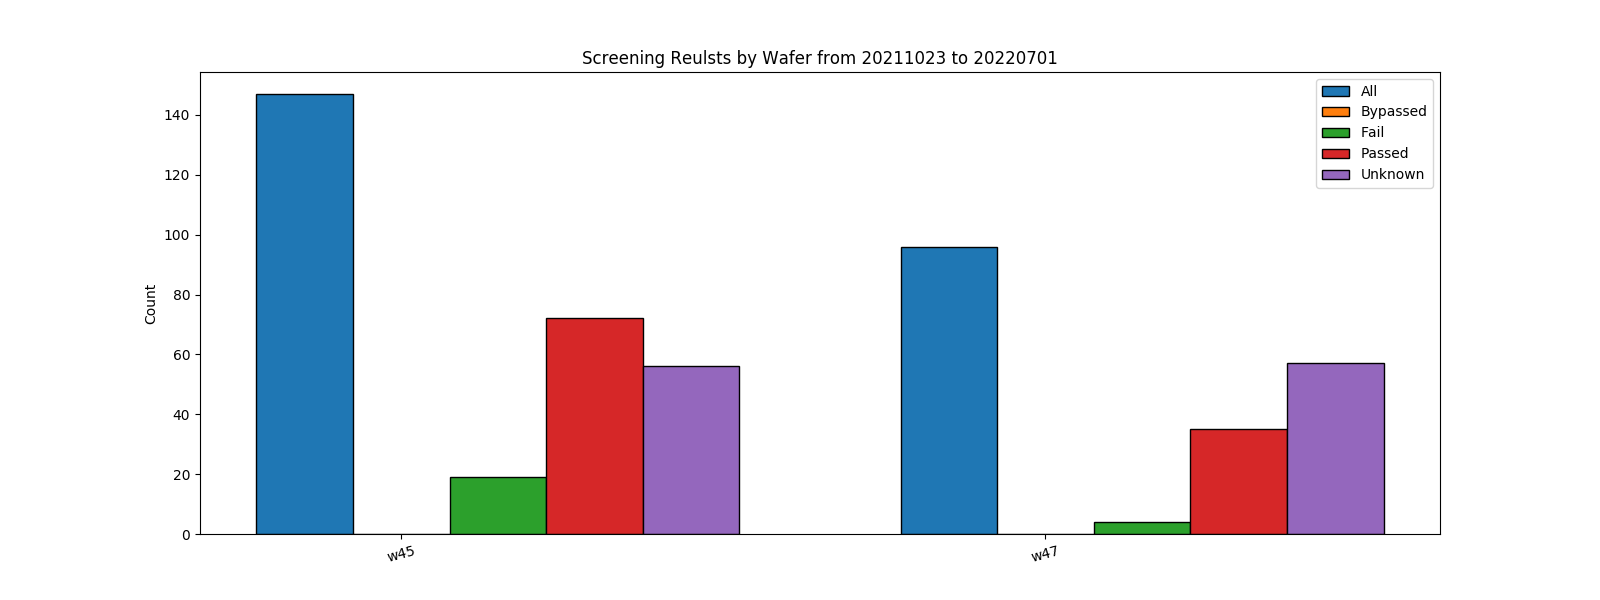 Screening Reulsts by Wafer from 20211023 to 20220701
All
Bypassed
Fail
Passed
Unknown
140
120
100
80
60
40
20
0
Count
w45
w47